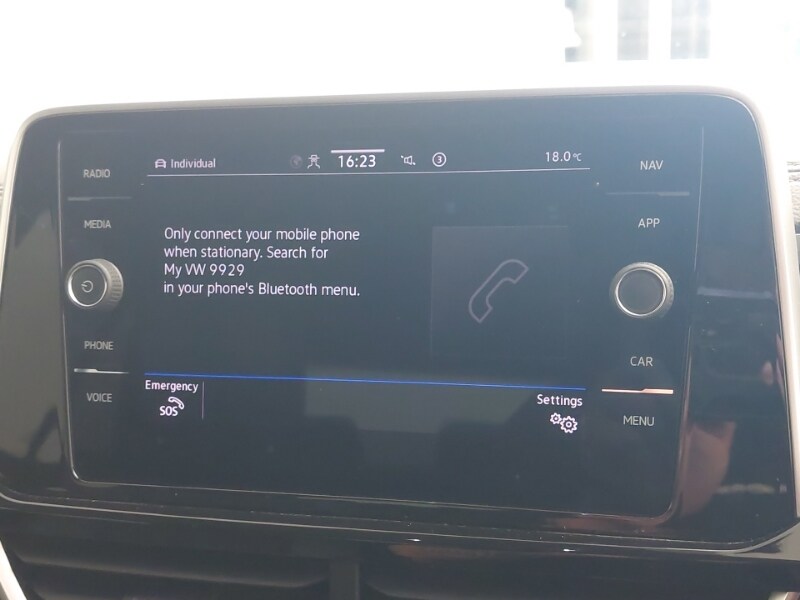 Individual 16:23 3 18.0°C
RADIO
MEDIA
PHONE
VOICE
Only connect your mobile phone
when stationary. Search for
My VW 9929
in your phone's Bluetooth menu.
Emergency
SOS
Settings
NAV
APP
CAR
MENU